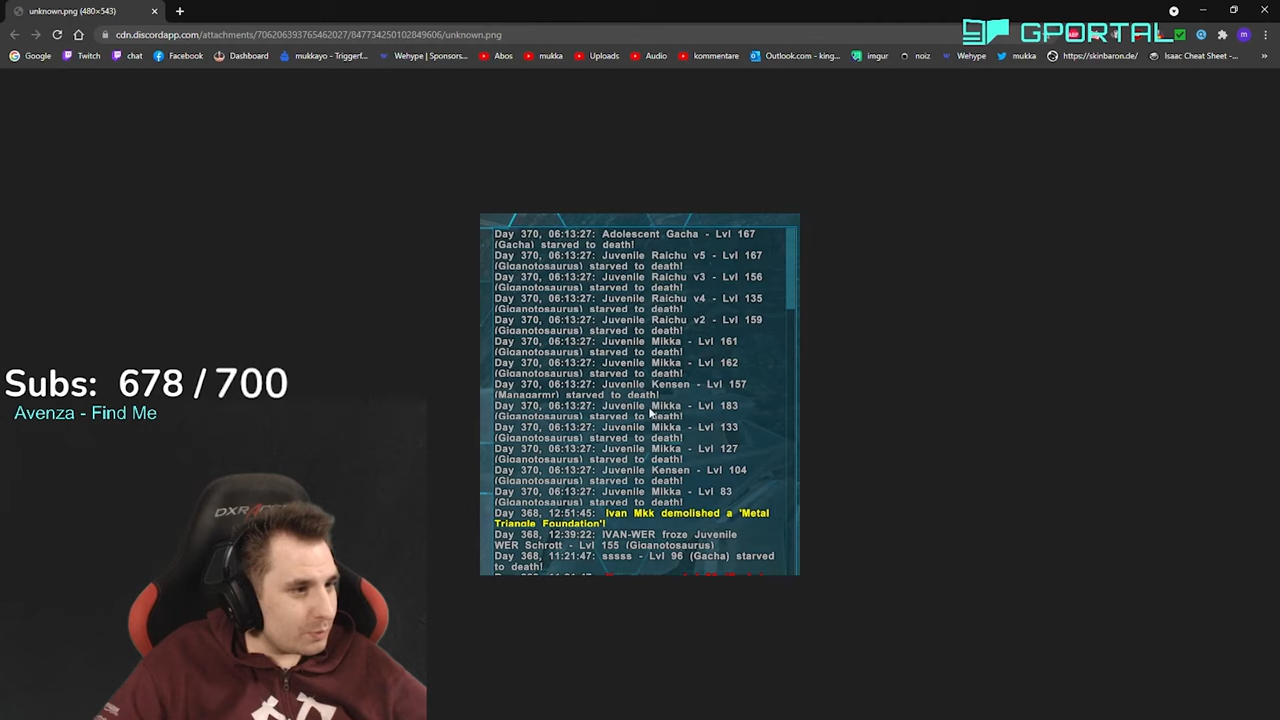 unknown.png (480×543)
cdn.discordapp.com/attachments/706206393765462027/847734250102849606/unknown.png
GPORTAL
Google Twitch chat Facebook Dashboard mukkayo - Triggerf... Wehype | Sponsors... Abos mukka Uploads Audio kommentare Outlook.com - king... imgur noiz Wehype mukka https://skinbaron.de/ Isaac Cheat Sheet -...
Day 370, 06:13:27: Adolescent Gacha - Lvl 167
(Gacha) starved to death!
Day 370, 06:13:27: Juvenile Raichu v5 - Lvl 167
(Giganotosaurus) starved to death!
Day 370, 06:13:27: Juvenile Raichu v3 - Lvl 156
(Giganotosaurus) starved to death!
Day 370, 06:13:27: Juvenile Raichu v4 - Lvl 135
(Giganotosaurus) starved to death!
Day 370, 06:13:27: Juvenile Raichu v2 - Lvl 159
(Giganotosaurus) starved to death!
Day 370, 06:13:27: Juvenile Mikka - Lvl 161
(Giganotosaurus) starved to death!
Day 370, 06:13:27: Juvenile Mikka - Lvl 162
(Giganotosaurus) starved to death!
Day 370, 06:13:27: Juvenile Kensen - Lvl 157
(Managarmr) starved to death!
Day 370, 06:13:27: Juvenile Mikka - Lvl 183
(Giganotosaurus) starved to death!
Day 370, 06:13:27: Juvenile Mikka - Lvl 133
(Giganotosaurus) starved to death!
Day 370, 06:13:27: Juvenile Mikka - Lvl 127
(Giganotosaurus) starved to death!
Day 370, 06:13:27: Juvenile Kensen - Lvl 104
(Giganotosaurus) starved to death!
Day 370, 06:13:27: Juvenile Mikka - Lvl 83
(Giganotosaurus) starved to death!
Day 368, 12:51:45: Ivan Mkk demolished a 'Metal
Triangle Foundation'!
Day 368, 12:39:22: IVAN-WER froze Juvenile
WER Schrott - Lvl 155 (Giganotosaurus)
Day 368, 11:21:47: sssss - Lvl 96 (Gacha) starved
to death!
Subs: 678 / 700
Avenza - Find Me